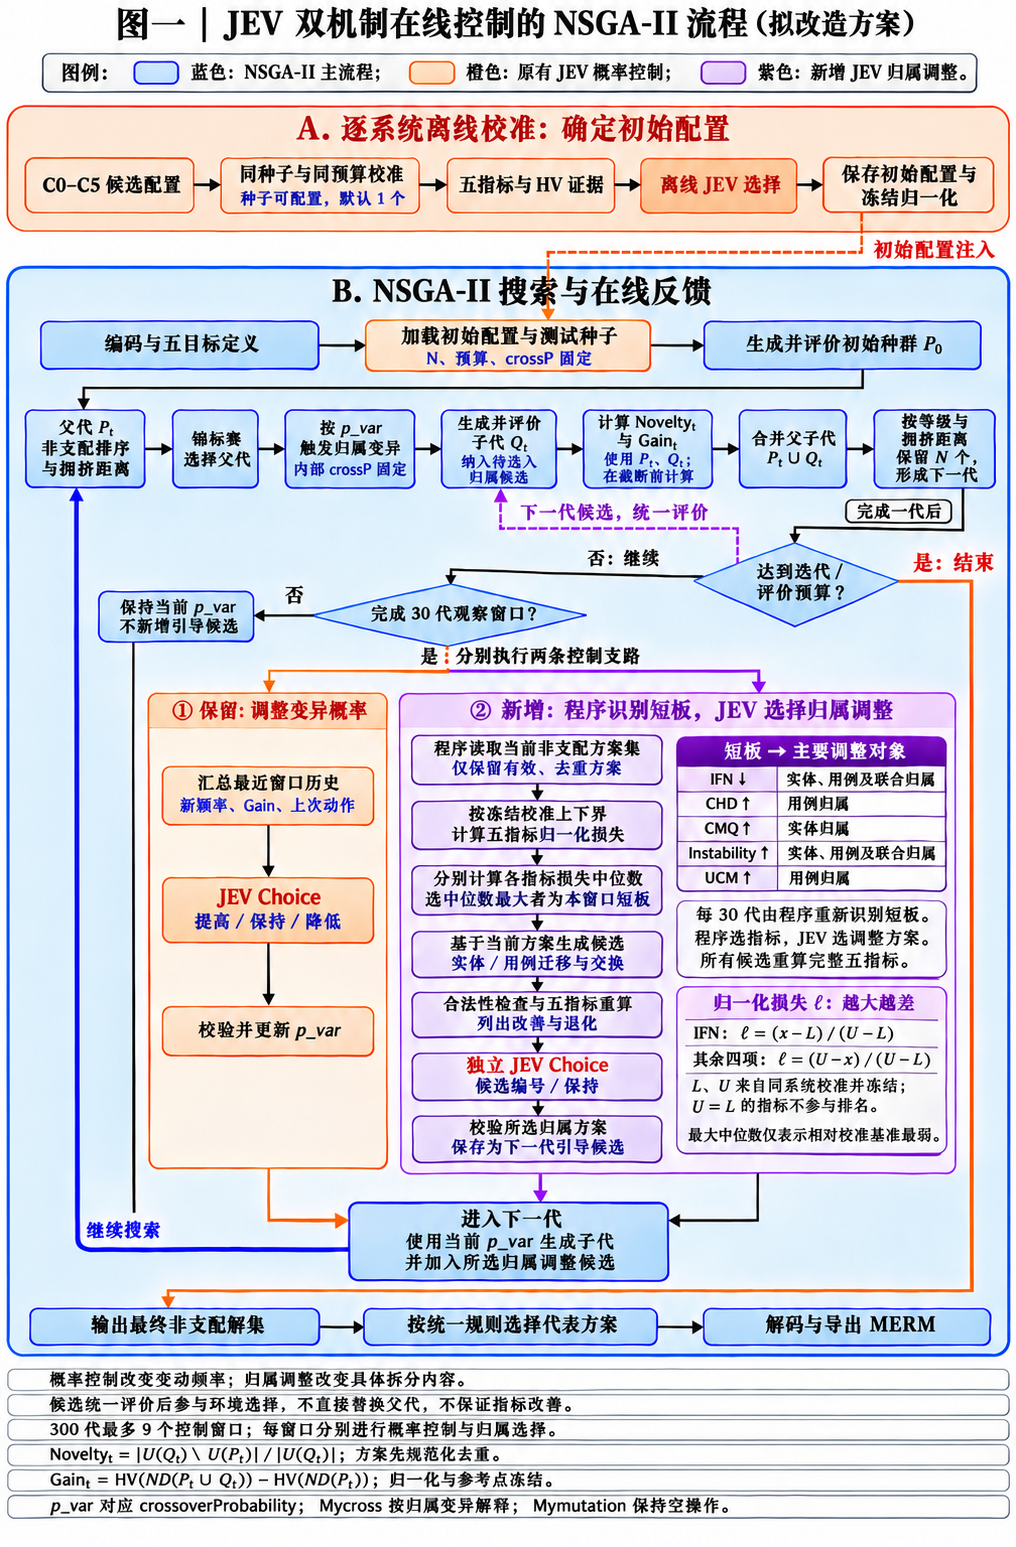 图一｜JEV 双机制在线控制的 NSGA-II 流程（拟改造方案）
图例：
蓝色：NSGA-II 主流程；
橙色：原有 JEV 概率控制；
紫色：新增 JEV 归属调整。
A. 逐系统离线校准：确定初始配置
C0–C5 候选配置
同种子与同预算校准
种子可配置，默认 1 个
五指标与 HV 证据
离线 JEV 选择
保存初始配置与
冻结归一化
初始配置注入
B. NSGA-II 搜索与在线反馈
编码与五目标定义
加载初始配置与测试种子
N、预算、crossP 固定
生成并评价初始种群 P₀
父代 Pₜ
非支配排序
与拥挤距离
锦标赛
选择父代
按 p_var
触发归属变异
内部 crossP 固定
生成并评价
子代 Qₜ
纳入待选入
归属候选
计算 Noveltyₜ
与 Gainₜ
使用 Pₜ、Qₜ；
在截断前计算
合并父子代
Pₜ ∪ Qₜ
按等级与
拥挤距离
保留 N 个，
形成下一代
完成一代后
下一代候选，统一评价
达到迭代 /
评价预算？
否：继续
是：结束
完成 30 代观察窗口？
否
保持当前 p_var
不新增引导候选
是：分别执行两条控制支路
① 保留：调整变异概率
汇总最近窗口历史
新颖率、Gain、上次动作
JEV Choice
提高 / 保持 / 降低
校验并更新 p_var
② 新增：程序识别短板，JEV 选择归属调整
程序读取当前非支配方案集
仅保留有效、去重方案
按冻结校准上下界
计算五指标归一化损失
分别计算各指标损失中位数
选中位数最大者为本窗口短板
基于当前方案生成候选
实体 / 用例迁移与交换
合法性检查与五指标重算
列出改善与退化
独立 JEV Choice
候选编号 / 保持
校验所选归属方案
保存为下一代引导候选
短板 → 主要调整对象
IFN ↓ 实体、用例及联合归属
CHD ↑ 用例归属
CMQ ↑ 实体归属
Instability ↑ 实体、用例及联合归属
UCM ↑ 用例归属
每 30 代由程序重新识别短板。
程序选指标，JEV 选调整方案。
所有候选重算完整五指标。
归一化损失 ℓ：越大越差
IFN： ℓ = (x − L) / (U − L)
其余四项： ℓ = (U − x) / (U − L)
L、U 来自同系统校准并冻结；
U = L 的指标不参与排名。
最大中位数仅表示相对校准基准最弱。
继续搜索
进入下一代
使用当前 p_var 生成子代
并加入所选归属调整候选
输出最终非支配解集
按统一规则选择代表方案
解码与导出 MERM
概率控制改变变动频率；归属调整改变具体拆分内容。
候选统一评价后参与环境选择，不直接替换父代，不保证指标改善。
300 代最多 9 个控制窗口；每窗口分别进行概率控制与归属选择。
Noveltyₜ = |U(Qₜ) \ U(Pₜ)| / |U(Qₜ)|；方案先规范化去重。
Gainₜ = HV(ND(Pₜ ∪ Qₜ)) − HV(ND(Pₜ))；归一化与参考点冻结。
p_var 对应 crossoverProbability； Mycross 按归属变异解释； Mymutation 保持空操作。